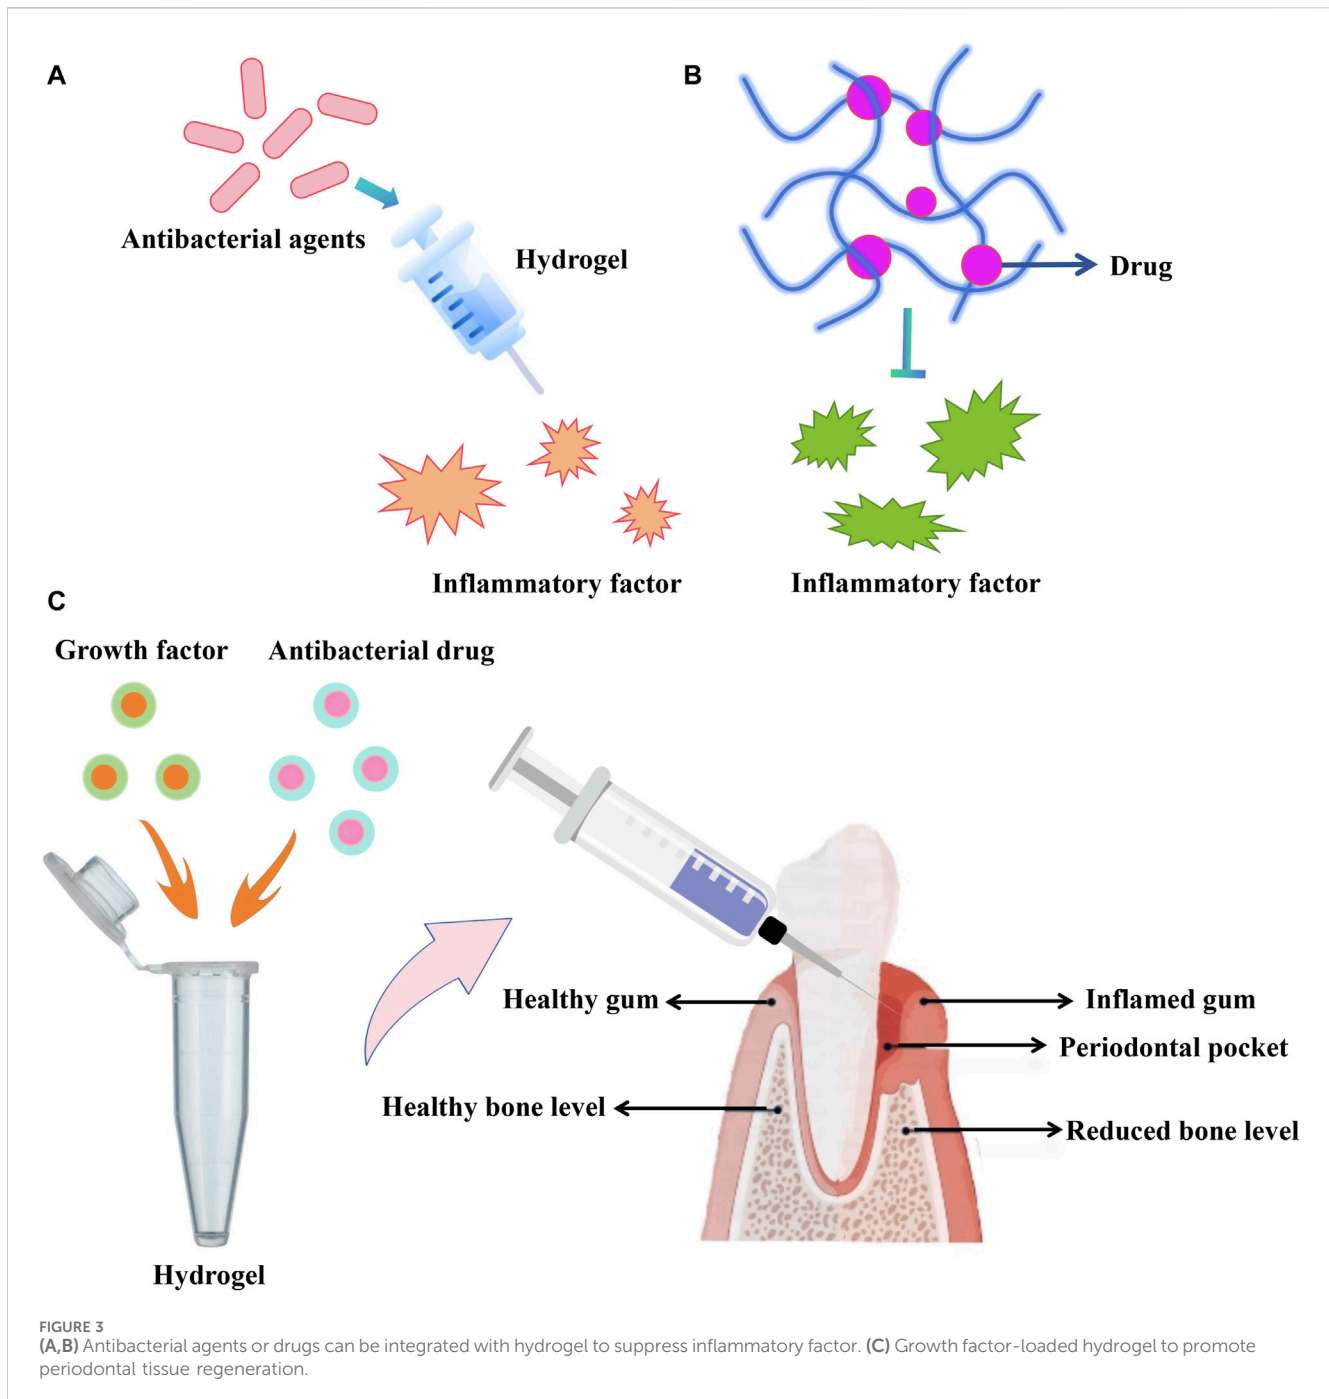 A
B
Antibacterial agents
Hydrogel
Drug
Inflammatory factor
Inflammatory factor
C
Growth factor
Antibacterial drug
Healthy gum
Inflamed gum
Periodontal pocket
Healthy bone level
Reduced bone level
Hydrogel
FIGURE 3
(A,B) Antibacterial agents or drugs can be integrated with hydrogel to suppress inflammatory factor. (C) Growth factor-loaded hydrogel to promote
periodontal tissue regeneration.